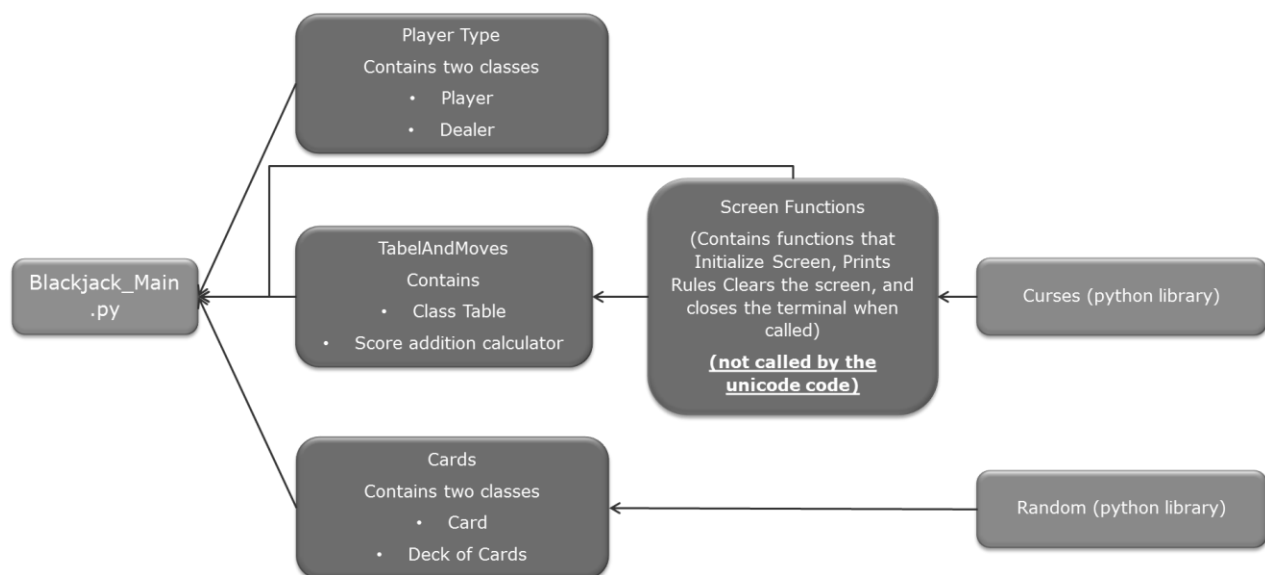 Player Type
Contains two classes
• Player
• Dealer
Blackjack_Main
.py
TabelAndMoves
Contains
• Class Table
• Score addition calculator
Screen Functions
(Contains functions that
Initialize Screen, Prints
Rules Clears the screen, and
closes the terminal when
called)
(not called by the
unicode code)
Curses (python library)
Cards
Contains two classes
• Card
• Deck of Cards
Random (python library)